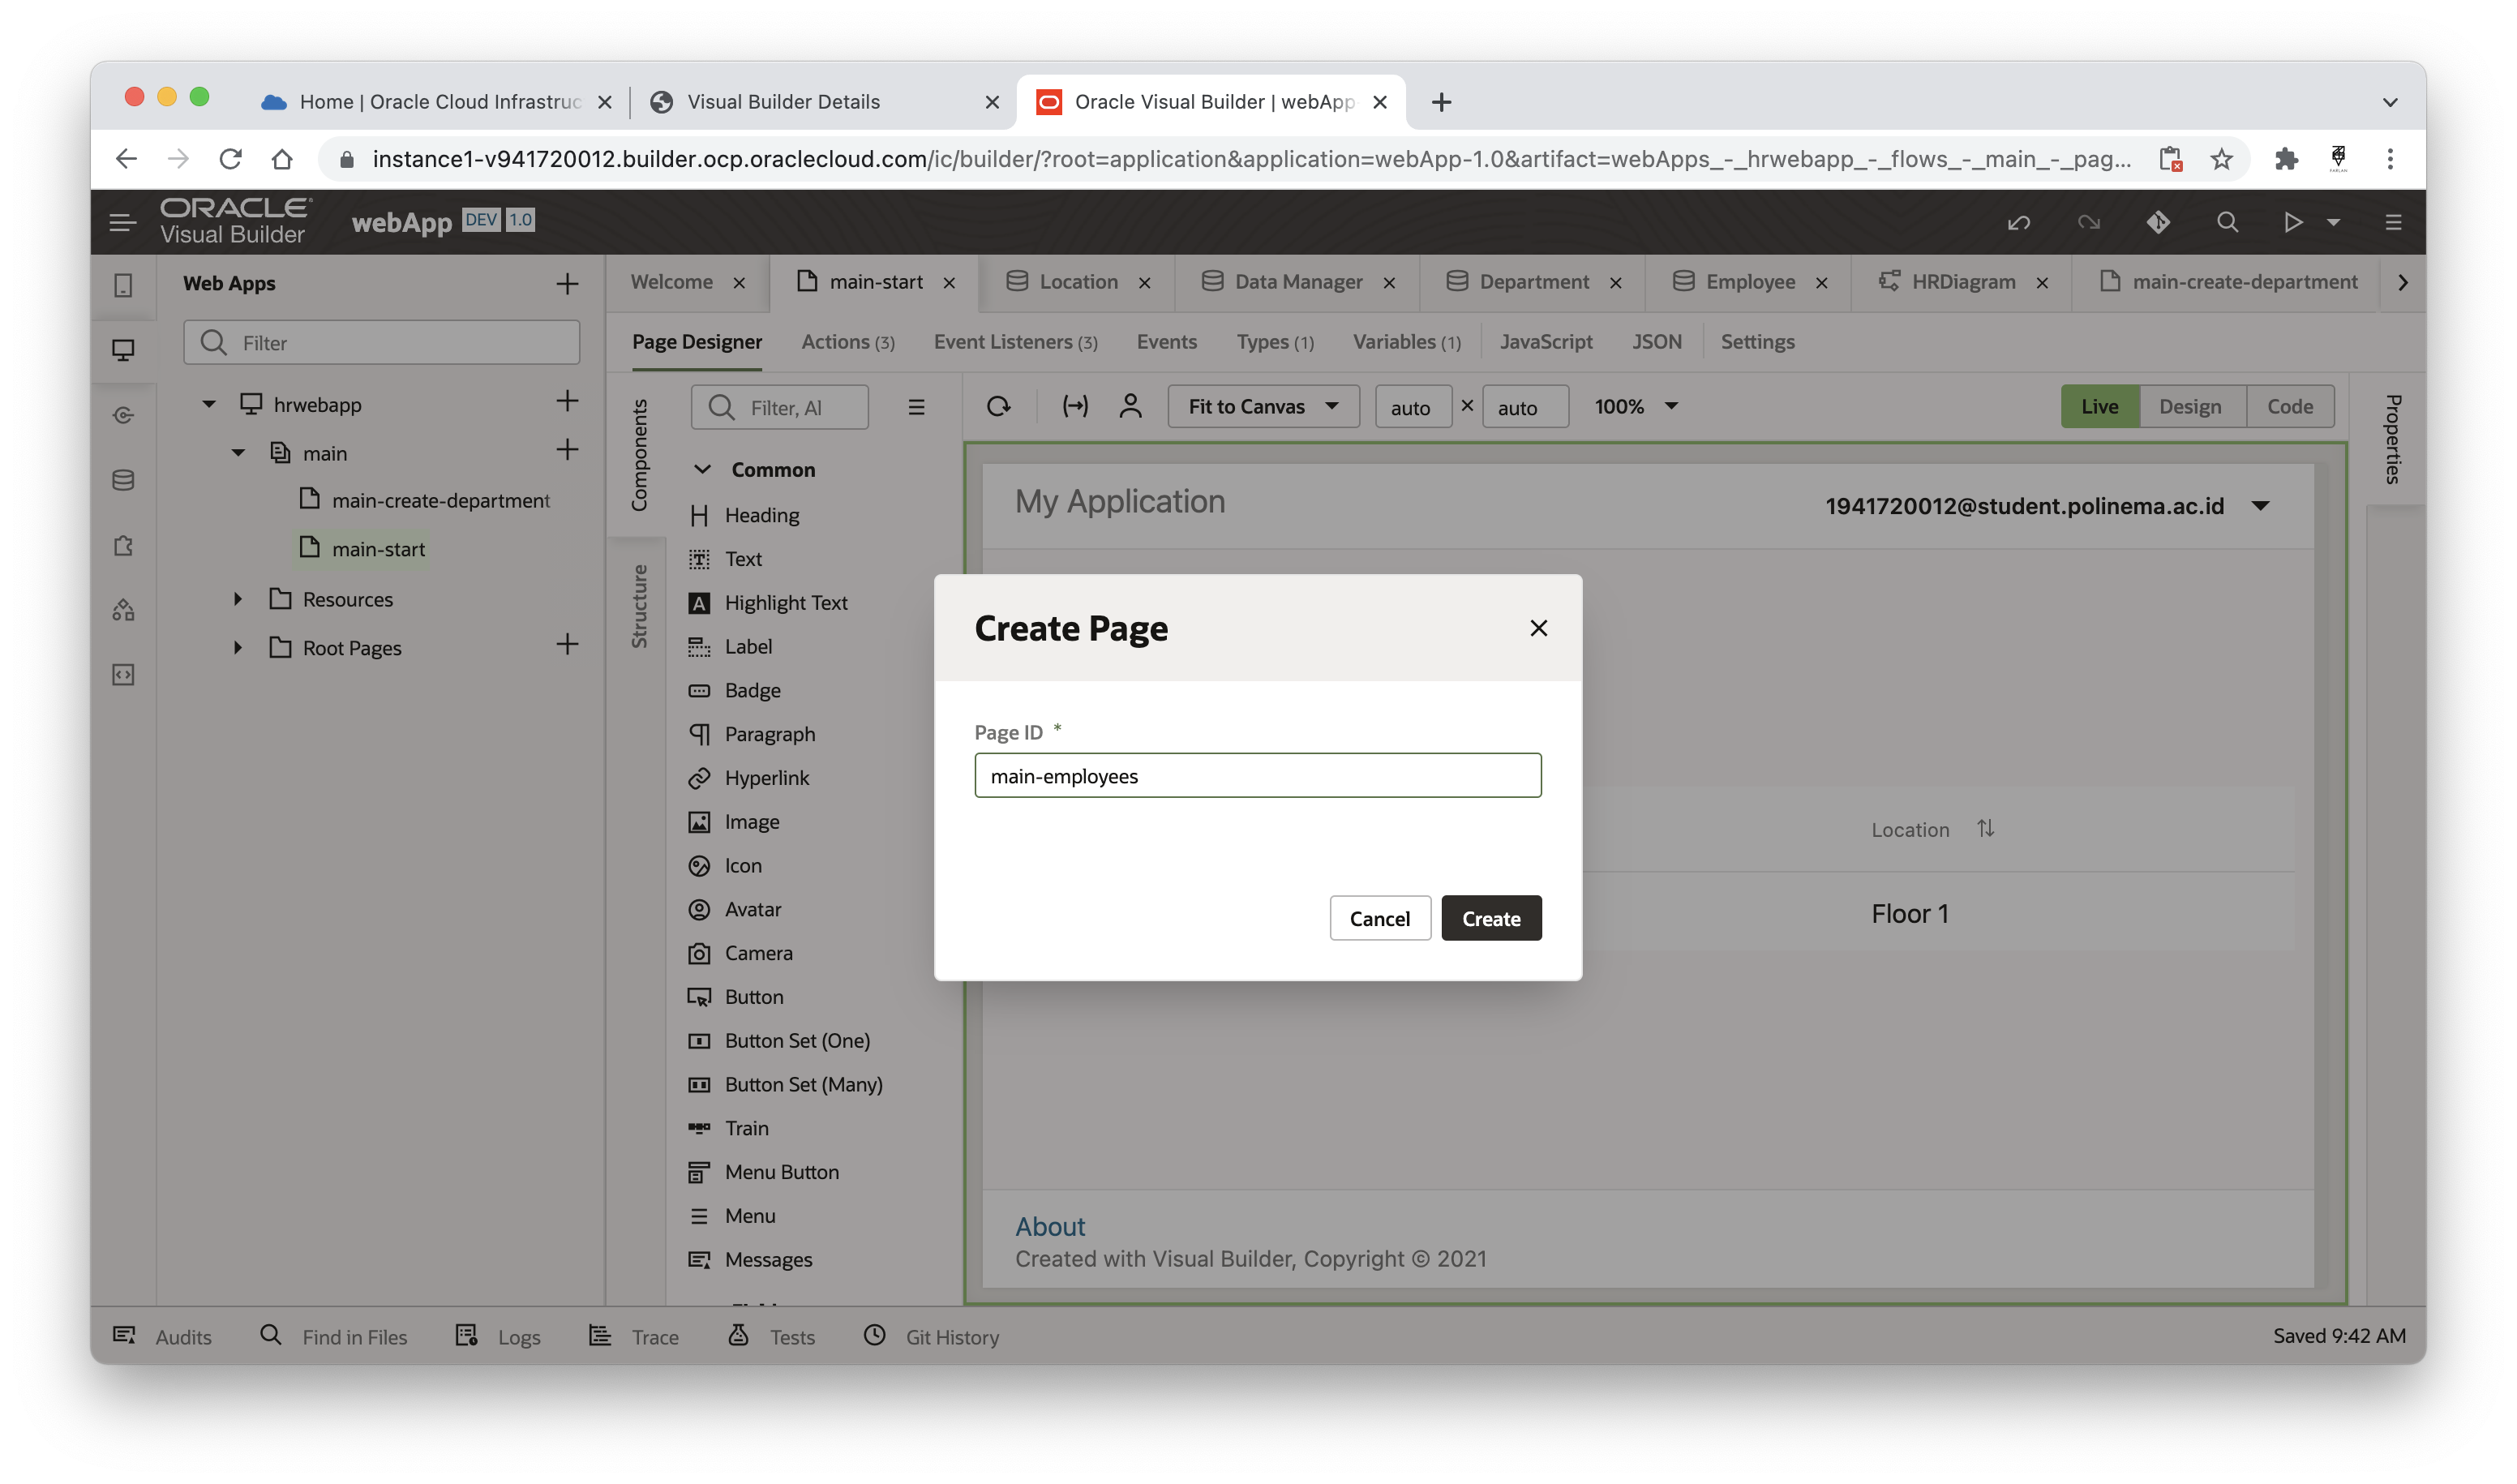 Home | Oracle Cloud Infrastruc
Visual Builder Details
Oracle Visual Builder | webApp
instance1-v941720012.builder.ocp.oraclecloud.com/ic/builder/?root=application&application=webApp-1.0&artifact=webApps_-_hrwebapp_-_flows_-_main_-_pag...
ORACLE
Visual Builder
webApp DEV 1.0
Web Apps
Filter
hrwebapp
main
main-create-department
main-start
Resources
Root Pages
Welcome
main-start
Location
Data Manager
Department
Employee
HRDiagram
main-create-department
Page Designer
Actions (3)
Event Listeners (3)
Events
Types (1)
Variables (1)
JavaScript
JSON
Settings
Components
Structure
Filter, Al
Fit to Canvas
auto × auto
100%
Live
Design
Code
Properties
Common
Heading
Text
Highlight Text
Label
Badge
Paragraph
Hyperlink
Image
Icon
Avatar
Camera
Button
Button Set (One)
Button Set (Many)
Train
Menu Button
Menu
Messages
My Application
1941720012@student.polinema.ac.id
Create Page
Page ID *
main-employees
Cancel
Create
Location
Floor 1
About
Created with Visual Builder, Copyright © 2021
Audits
Find in Files
Logs
Trace
Tests
Git History
Saved 9:42 AM